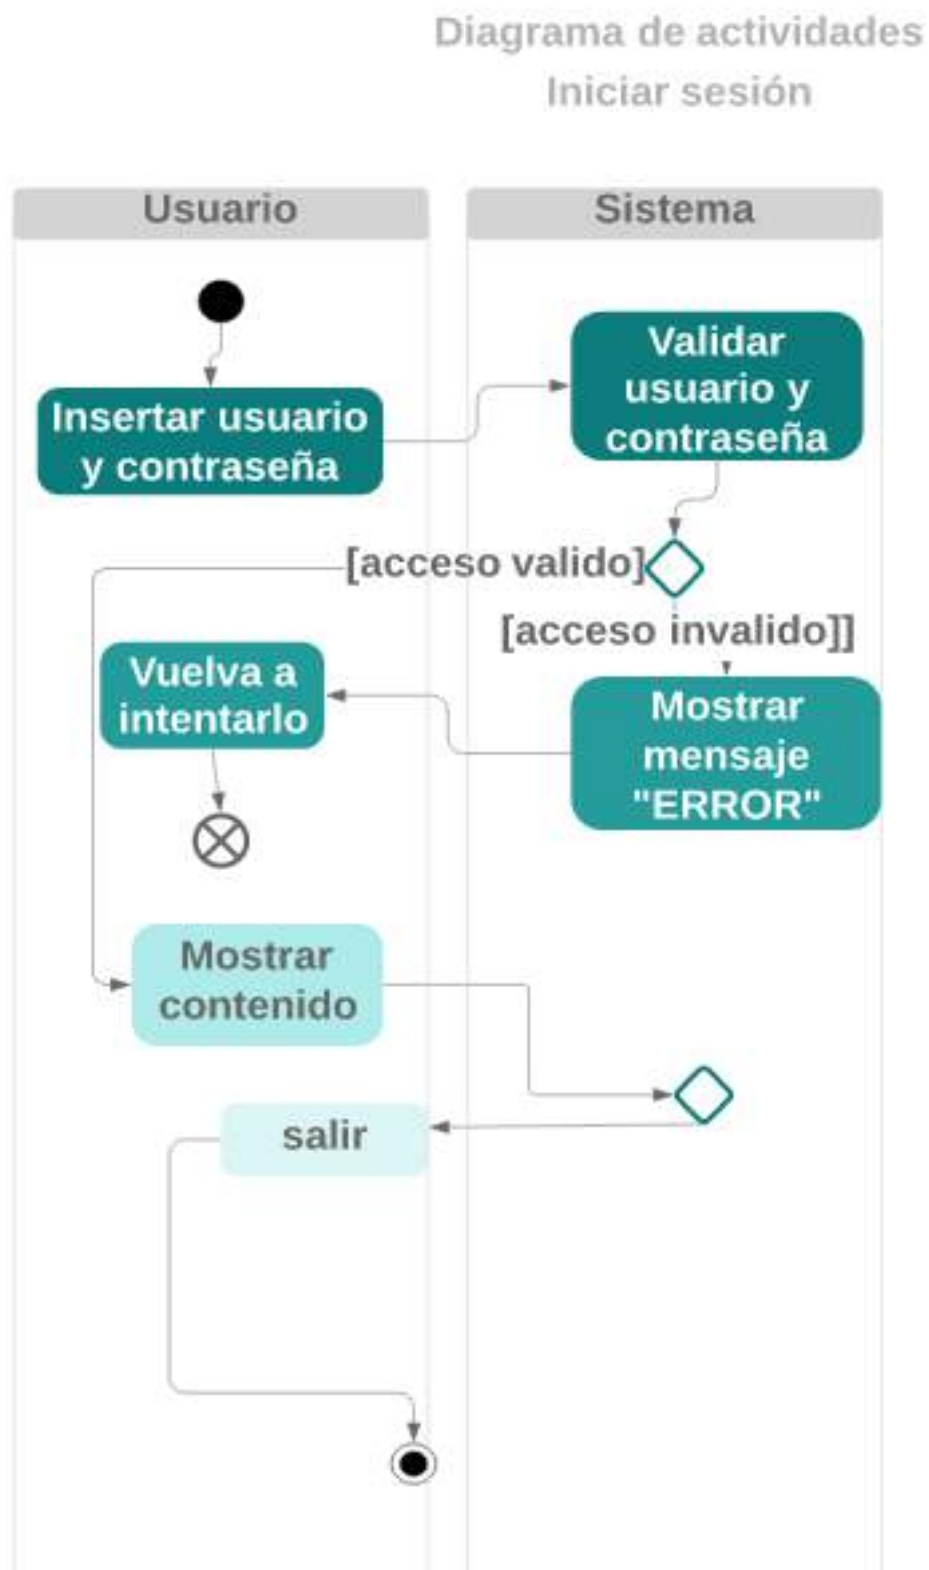 Diagrama de actividades
Iniciar sesión
Usuario
Sistema
Insertar usuario
y contraseña
Validar
usuario y
contraseña
[acceso valido]
[acceso invalido]]
Vuelva a
intentarlo
Mostrar
mensaje
"ERROR"
Mostrar
contenido
salir